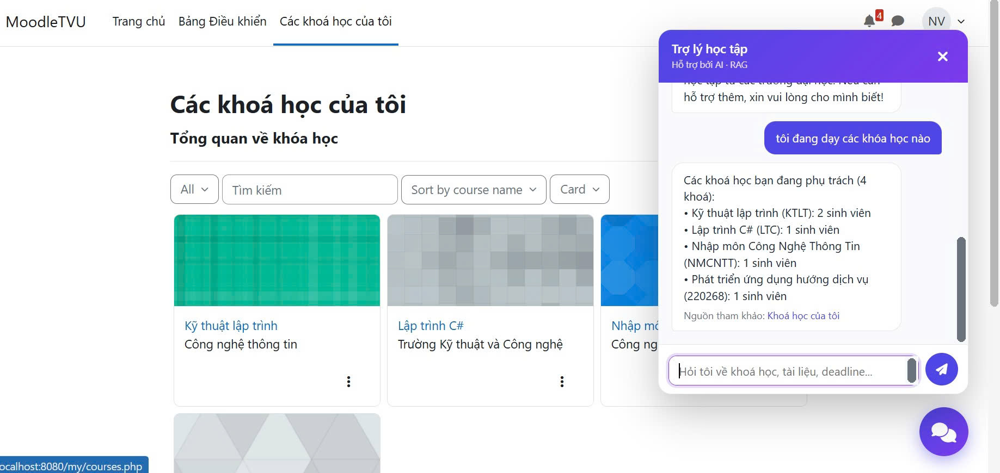 MoodleTVU
Trang chủ
Bảng Điều khiển
Các khoá học của tôi
4
NV
Các khoá học của tôi
Tổng quan về khóa học
All
Tìm kiếm
Sort by course name
Card
Kỹ thuật lập trình
Công nghệ thông tin
Lập trình C#
Trường Kỹ thuật và Công nghệ
Nhập
Công
ocalhost:8080/my/courses.php
Trợ lý học tập
Hỗ trợ bởi AI · RAG
hỗ trợ thêm, xin vui lòng cho mình biết!
tôi đang dạy các khóa học nào
Các khoá học bạn đang phụ trách (4
khoá):
• Kỹ thuật lập trình (KTLT): 2 sinh viên
• Lập trình C# (LTC): 1 sinh viên
• Nhập môn Công Nghệ Thông Tin
(NMCNTT): 1 sinh viên
• Phát triển ứng dụng hướng dịch vụ
(220268): 1 sinh viên
Nguồn tham khảo: Khoá học của tôi
Hỏi tôi về khoá học, tài liệu, deadline...